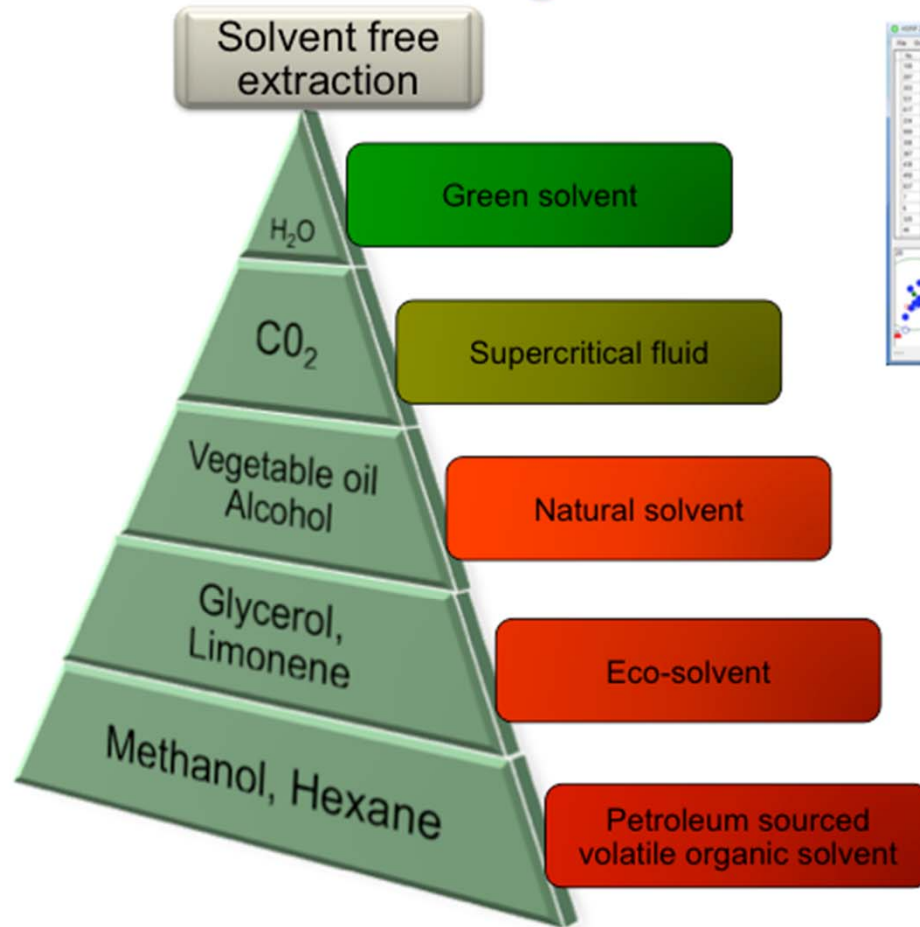 Solvent free
extraction
H₂O
Green solvent
C0₂
Supercritical fluid
Vegetable oil
Alcohol
Natural solvent
Glycerol,
Limonene
Eco-solvent
Methanol, Hexane
Petroleum sourced
volatile organic solvent